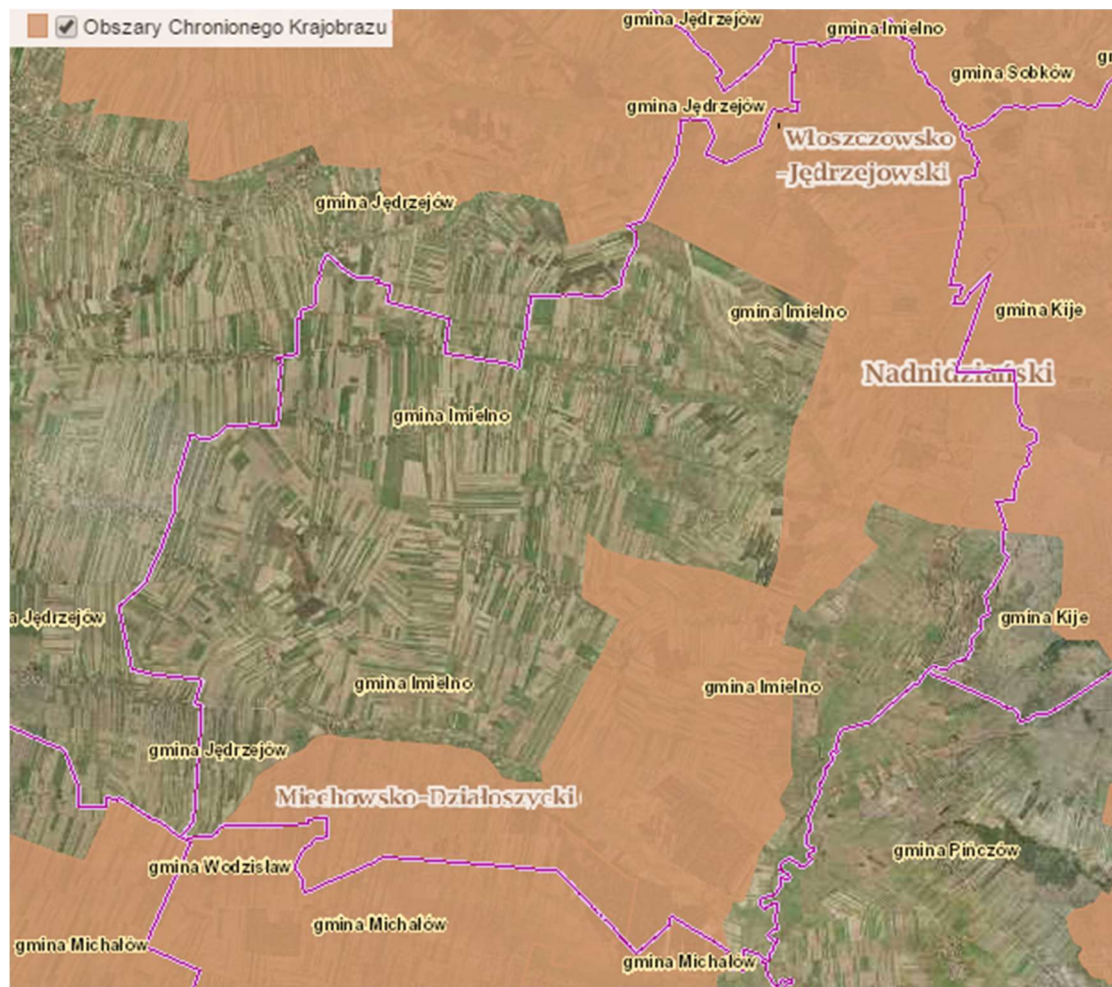 Obszary Chronionego Krajobrazu
gmina Jędrzejów
gmina Imielno
gmina Sobków
gmina Jędrzejów
Włoszczowsko
-Jędrzejowski
gmina Jędrzejów
gmina Imielno
gmina Kije
Nadnidziański
gmina Imielno
a Jędrzejów
gmina Kije
gmina Imielno
gmina Imielno
gmina Jędrzejów
Miechowsko-Działoszycki
gmina Pińczów
gmina Wodzisław
gmina Michałów
gmina Michałów
gmina Michałów